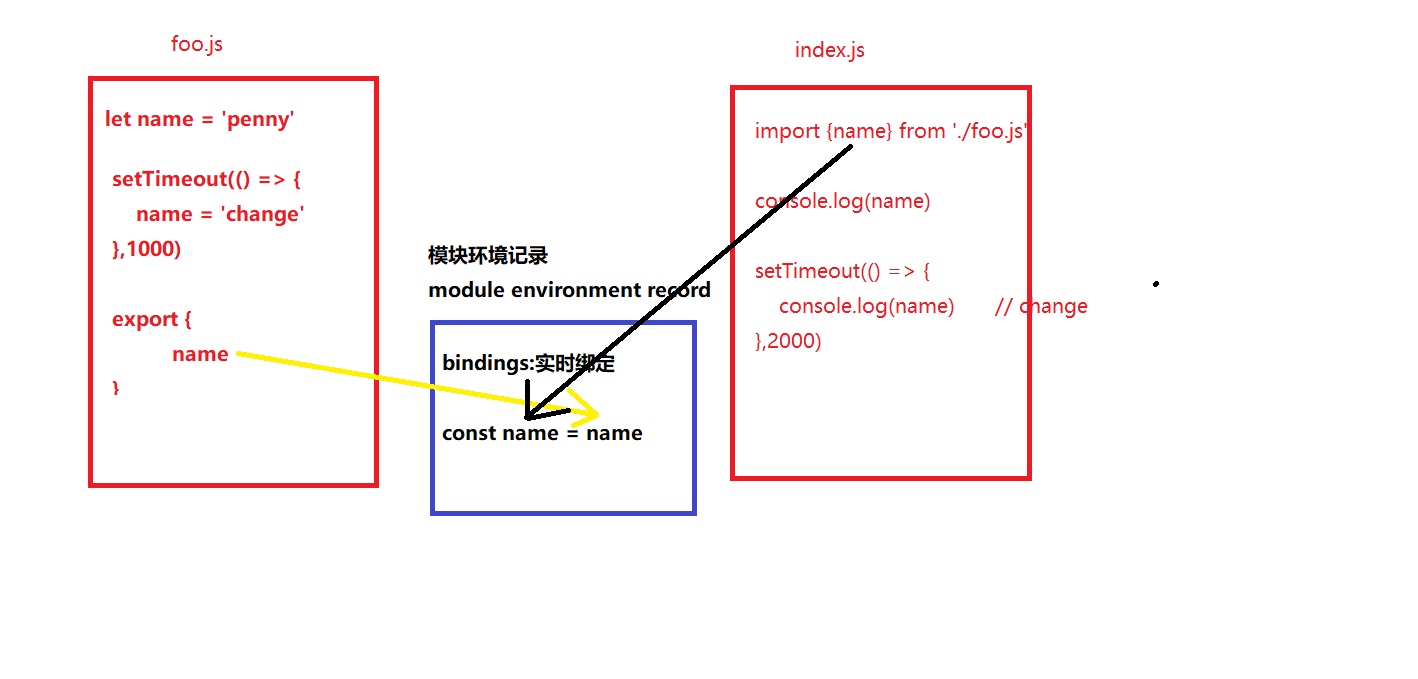 foo.js
let name = 'penny'
setTimeout(() => {
name = 'change'
},1000)
export {
name
}
模块环境记录
module environment record
bindings:实时绑定
const name = name
index.js
import {name} from './foo.js'
console.log(name)
setTimeout(() => {
console.log(name) // change
},2000)